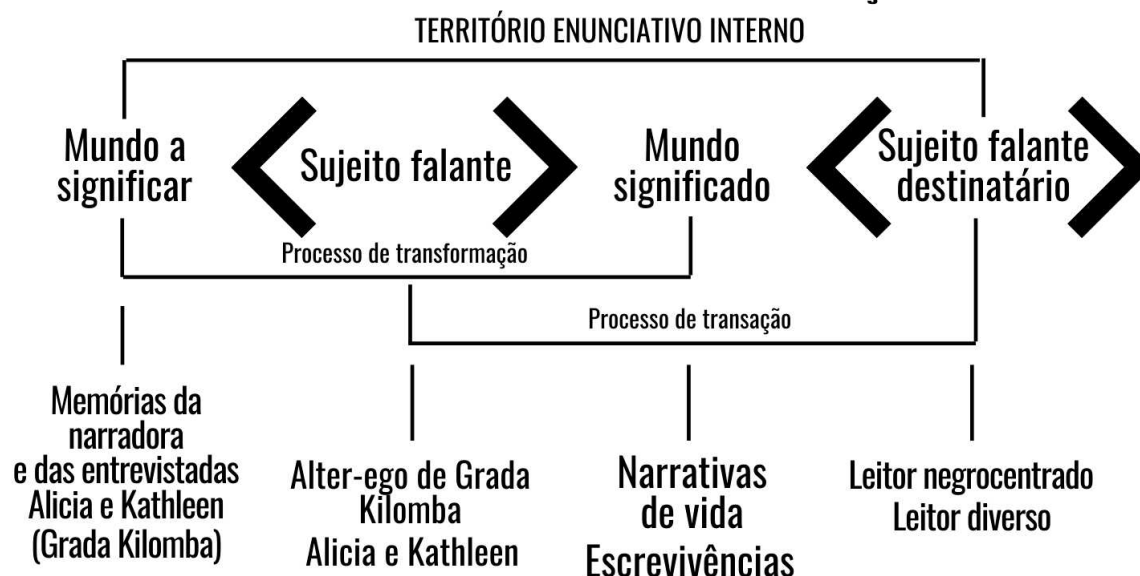 TERRITÓRIO ENUNCIATIVO INTERNO
Mundo a
significar
Sujeito falante
Mundo
significado
Sujeito falante
destinatário
Processo de transformação
Processo de transação
Memórias da
narradora
e das entrevistadas
Alicia e Kathleen
(Grada Kilomba)
Alter-ego de Grada
Kilomba
Alicia e Kathleen
Narrativas
de vida
Escrevivências
Leitor negrocentrado
Leitor diverso